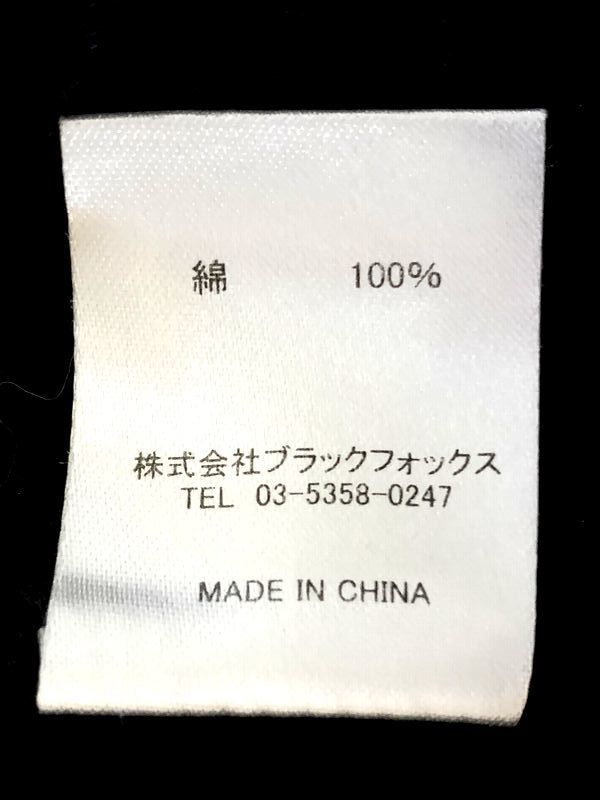 綿 100%
株式会社ブラックフォックス
TEL 03-5358-0247
MADE IN CHINA